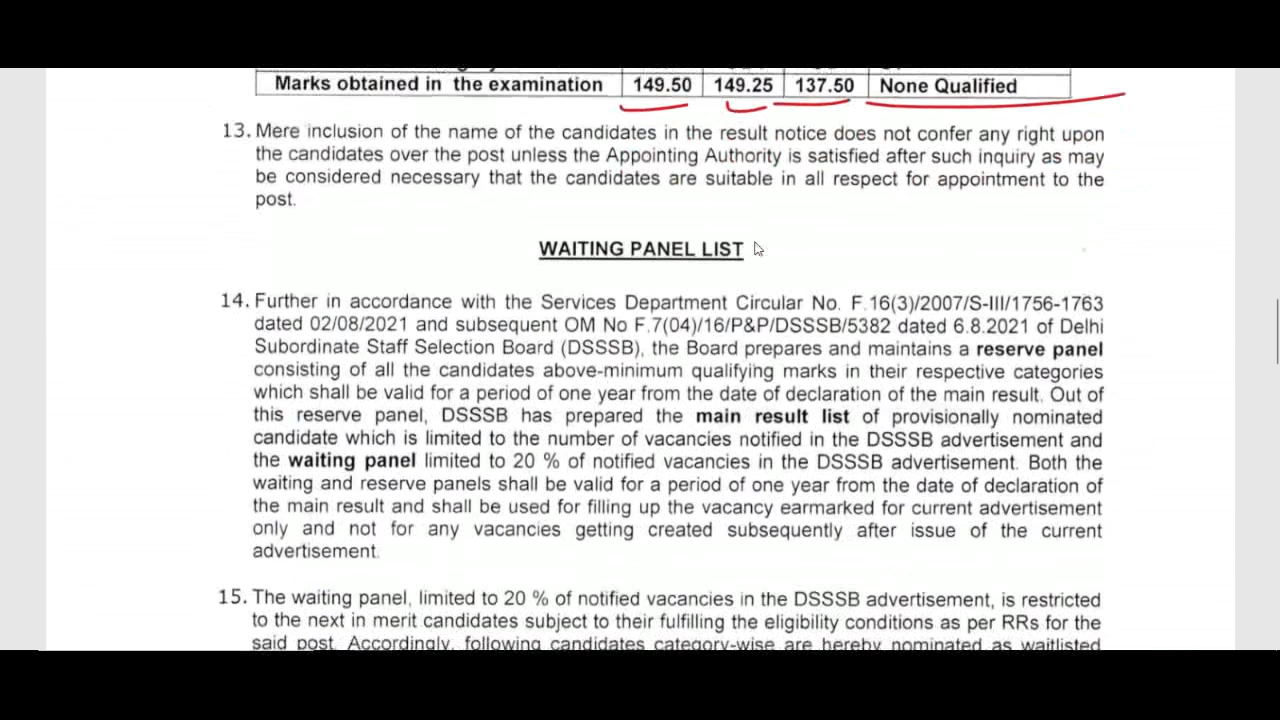 Marks obtained in the examination 149.50 149.25 137.50 None Qualified
13. Mere inclusion of the name of the candidates in the result notice does not confer any right upon
the candidates over the post unless the Appointing Authority is satisfied after such inquiry as may
be considered necessary that the candidates are suitable in all respect for appointment to the
post.
WAITING PANEL LIST
14. Further in accordance with the Services Department Circular No. F.16(3)/2007/S-III/1756-1763
dated 02/08/2021 and subsequent OM No F.7(04)/16/P&P/DSSSB/5382 dated 6.8.2021 of Delhi
Subordinate Staff Selection Board (DSSSB), the Board prepares and maintains a reserve panel
consisting of all the candidates above-minimum qualifying marks in their respective categories
which shall be valid for a period of one year from the date of declaration of the main result. Out of
this reserve panel, DSSSB has prepared the main result list of provisionally nominated
candidate which is limited to the number of vacancies notified in the DSSSB advertisement and
the waiting panel limited to 20 % of notified vacancies in the DSSSB advertisement. Both the
waiting and reserve panels shall be valid for a period of one year from the date of declaration of
the main result and shall be used for filling up the vacancy earmarked for current advertisement
only and not for any vacancies getting created subsequently after issue of the current
advertisement.
15. The waiting panel, limited to 20 % of notified vacancies in the DSSSB advertisement, is restricted
to the next in merit candidates subject to their fulfilling the eligibility conditions as per RRs for the
said post. Accordingly, following candidates category-wise are hereby nominated as waitlisted